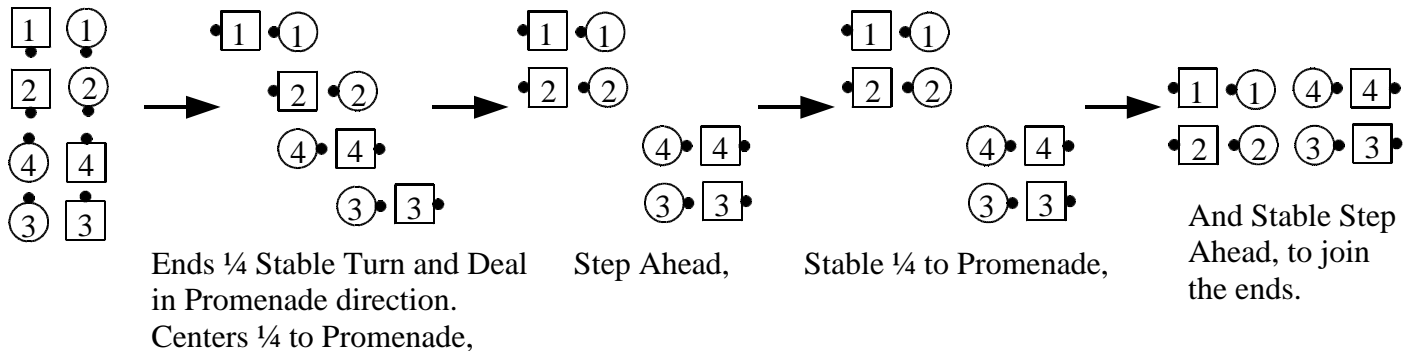 1 1
2 2
4 4
3 3
1 1
2 2
4 4
3 3
1 1
2 2
4 4
3 3
1 1
2 2
4 4
3 3
1 1 4 4
2 2 3 3
Ends ¼ Stable Turn and Deal
in Promenade direction.
Centers ¼ to Promenade,
Step Ahead,
Stable ¼ to Promenade,
And Stable Step
Ahead, to join
the ends.